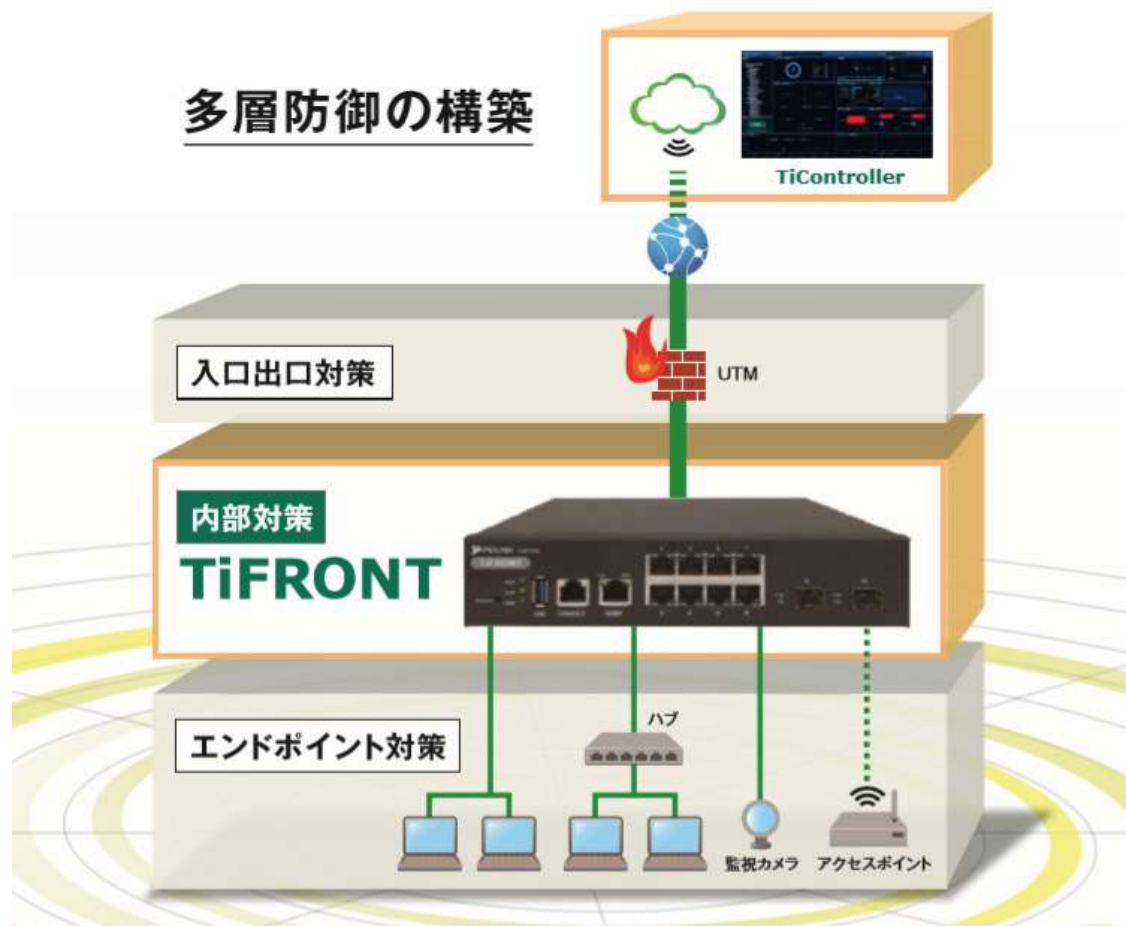 多層防御の構築
TiController
入口出口対策
UTM
内部対策
TiFRONT
PIOLINK
TiFRONT
ハブ
エンドポイント対策
監視カメラ
アクセスポイント